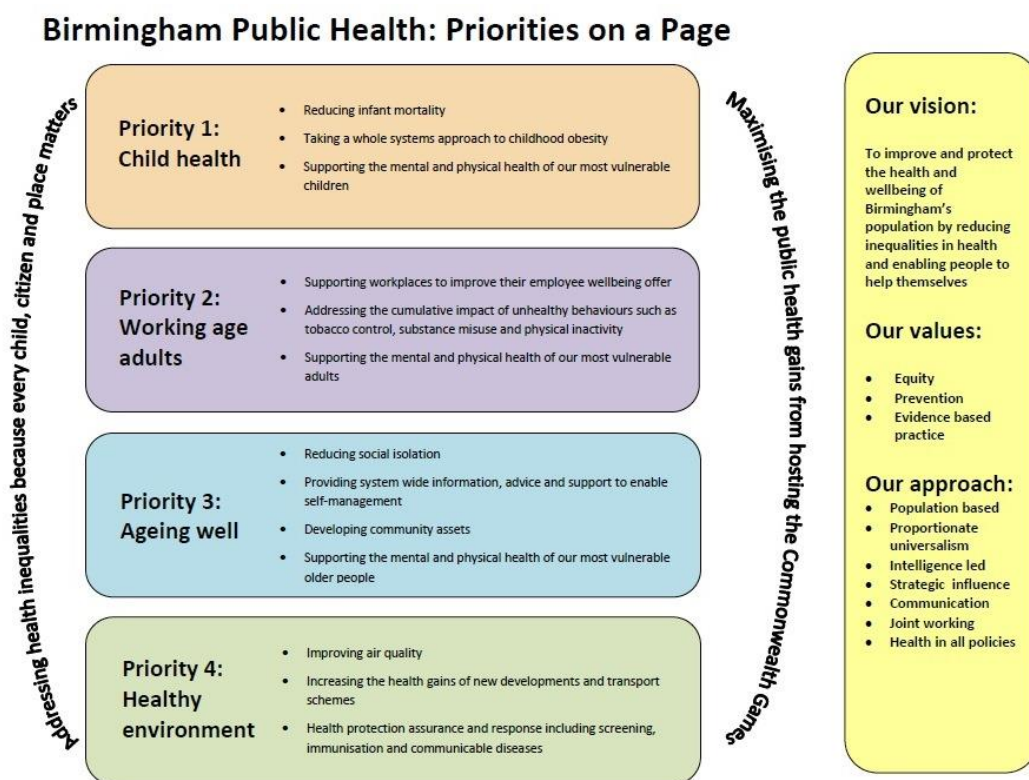 Birmingham Public Health: Priorities on a Page
Addressing health inequalities because every child, citizen and place matters
Priority 1:
Child health
• Reducing infant mortality
• Taking a whole systems approach to childhood obesity
• Supporting the mental and physical health of our most vulnerable
children
Priority 2:
Working age
adults
• Supporting workplaces to improve their employee wellbeing offer
• Addressing the cumulative impact of unhealthy behaviours such as
tobacco control, substance misuse and physical inactivity
• Supporting the mental and physical health of our most vulnerable
adults
Priority 3:
Ageing well
• Reducing social isolation
• Providing system wide information, advice and support to enable
self-management
• Developing community assets
• Supporting the mental and physical health of our most vulnerable
older people
Priority 4:
Healthy
environment
• Improving air quality
• Increasing the health gains of new developments and transport
schemes
• Health protection assurance and response including screening,
immunisation and communicable diseases
Maximising the public health gains from hosting the Commonwealth Games
Our vision:
To improve and protect
the health and
wellbeing of
Birmingham's
population by reducing
inequalities in health
and enabling people to
help themselves
Our values:
• Equity
• Prevention
• Evidence based
practice
Our approach:
• Population based
• Proportionate
universalism
• Intelligence led
• Strategic influence
• Communication
• Joint working
• Health in all policies